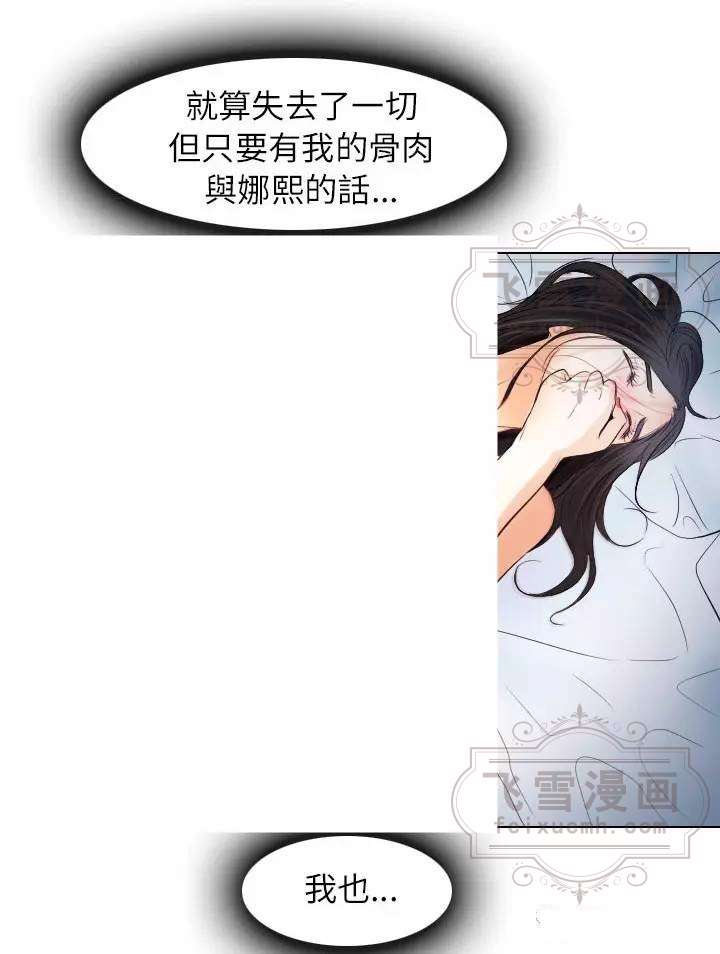 就算失去了一切
但只要有我的骨肉
與娜熙的話...
飞雪漫画
飞雪漫画
feixuemh.com
我也...